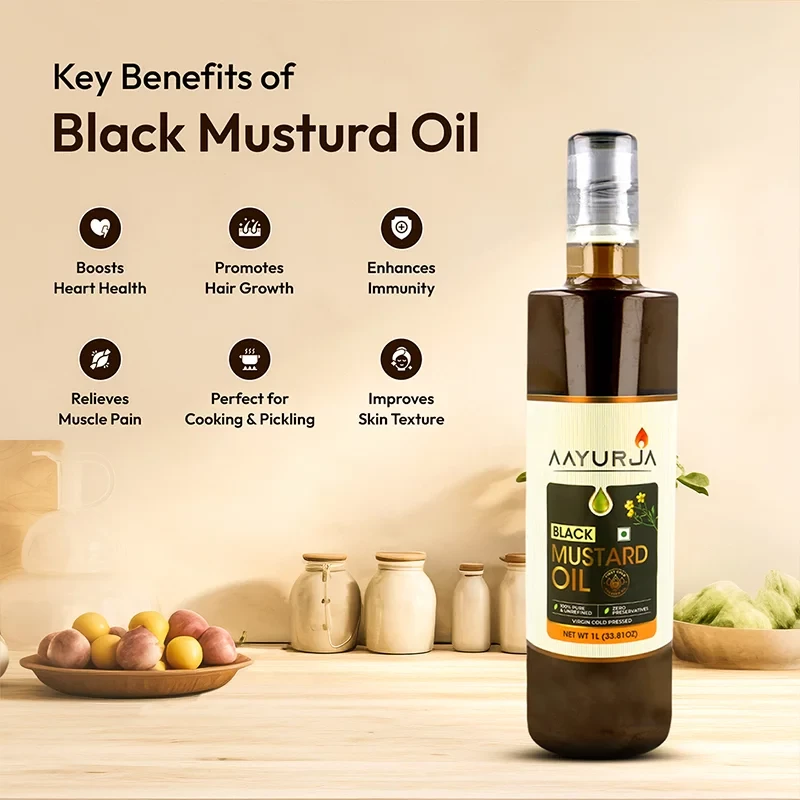 Key Benefits of
Black Musturd Oil
Boosts
Heart Health
Promotes
Hair Growth
Enhances
Immunity
Relieves
Muscle Pain
Perfect for
Cooking & Pickling
Improves
Skin Texture
AAYURJA
BLACK
MUSTARD
OIL
100% PURE
& UNREFINED
ZERO
PRESERVATIVES
VIRGIN COLD PRESSED
NET WT 1L (33.81OZ)